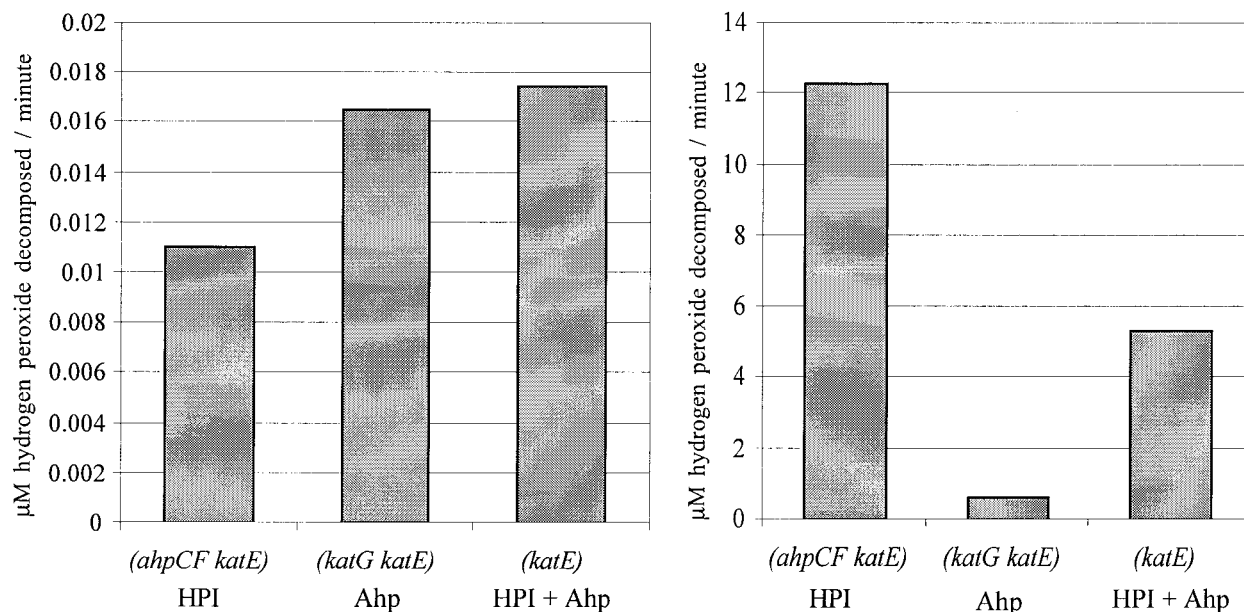 µM hydrogen peroxide decomposed / minute
0.02
0.018
0.016
0.014
0.012
0.01
0.008
0.006
0.004
0.002
0
(ahpCF katE)
(katG katE)
(katE)
HPI
Ahp
HPI + Ahp
µM hydrogen peroxide decomposed / minute
14
12
10
8
6
4
2
0
(ahpCF katE)
(katG katE)
(katE)
HPI
Ahp
HPI + Ahp